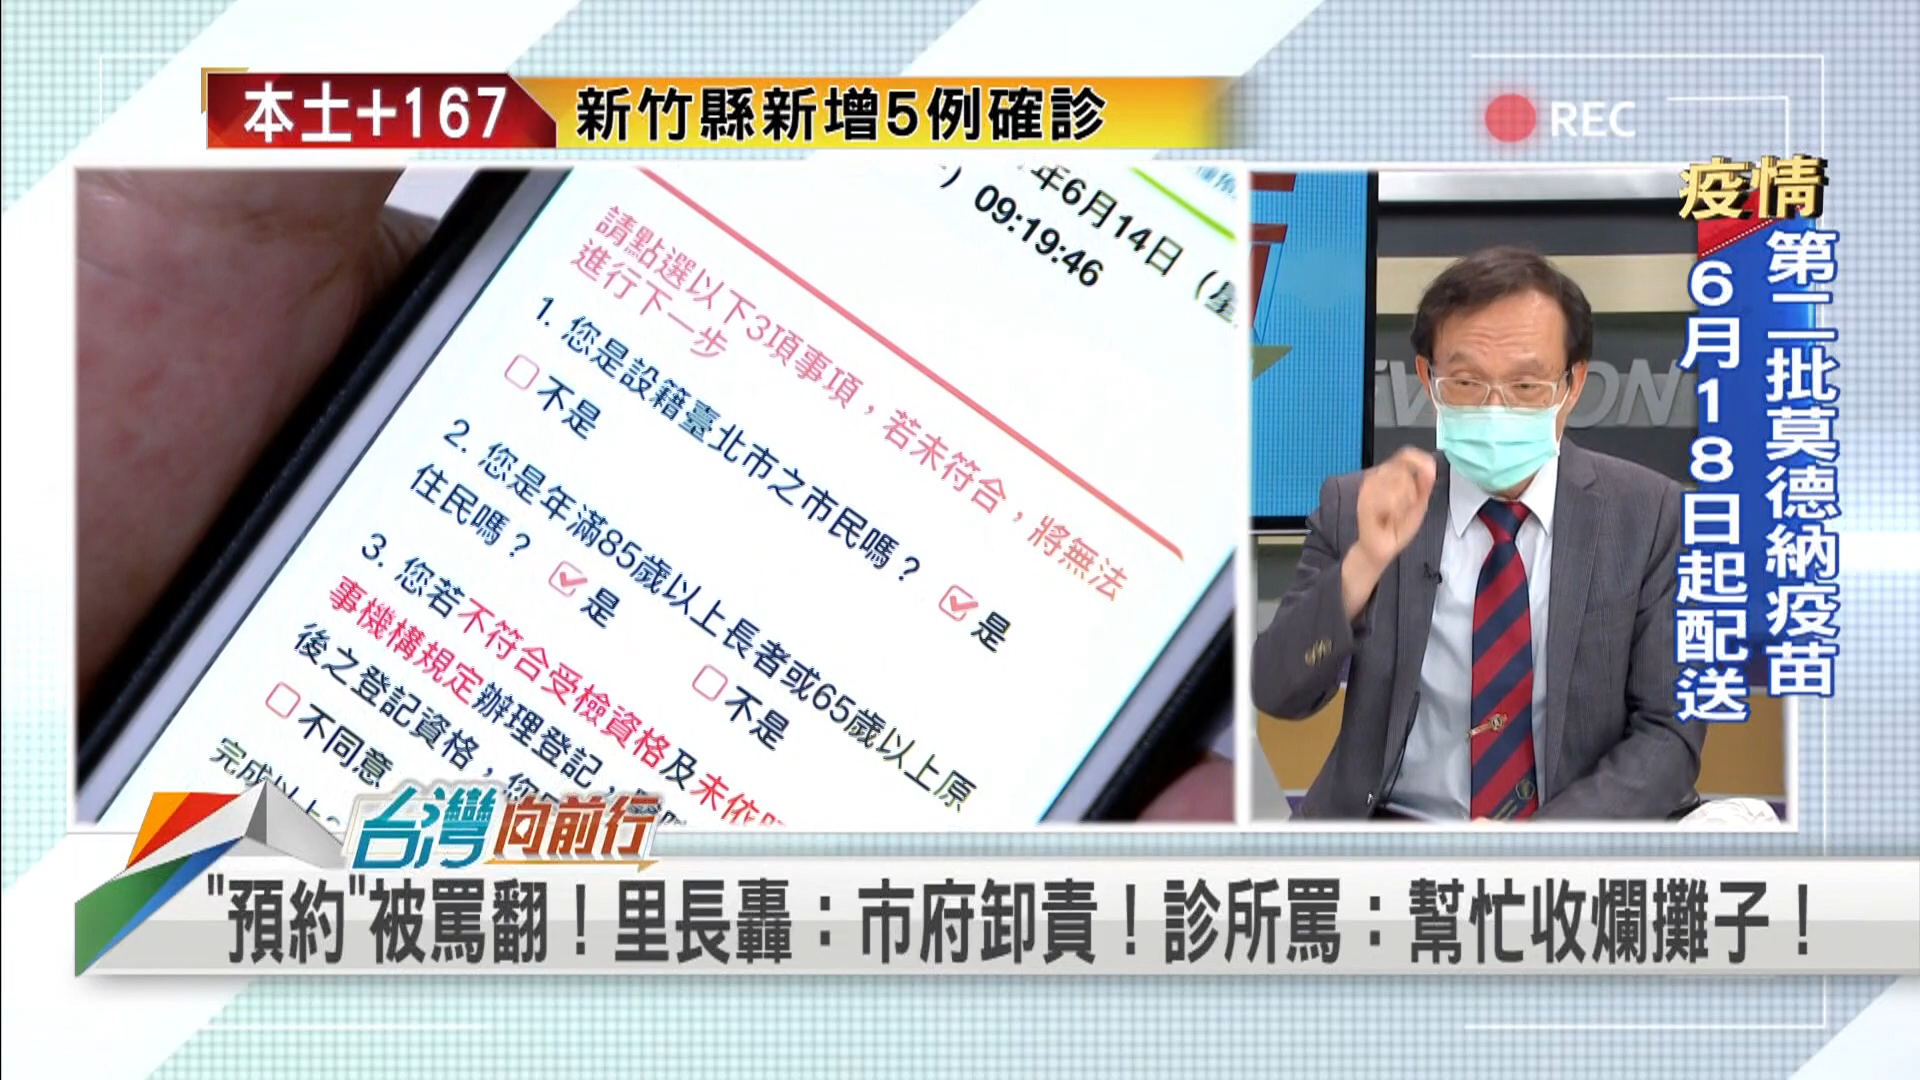 本土+167
新竹縣新增5例確診
REC
疫情
第二批莫德納疫苗
6月18日起配送
年6月14日（星
09:19:46
請點選以下3項事項，若未符合，將無法
進行下一步
1. 您是設籍臺北市之市民嗎？ 是
不是
2. 您是年滿85歲以上長者或65歲以上原
住民嗎？ 是 不是
3. 您若不符合受檢資格及未依
事機構規定辦理登記，
後之登記資格，您
不同意
完成以上
台灣向前行
"預約"被罵翻！里長轟：市府卸責！診所罵：幫忙收爛攤子！